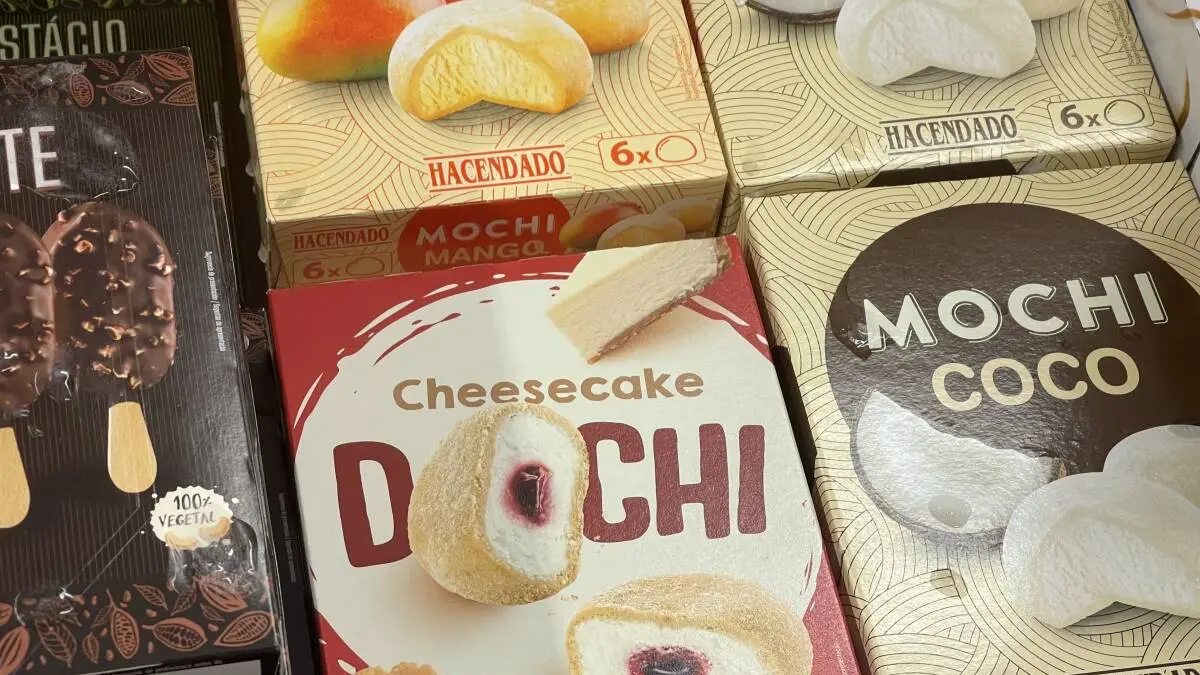 STÁCIO
TE
100%
VEGETAL
HACENDADO
6x
HACENDADO
6x
MOCHI
MANGO
HACENDADO
6x
Cheesecake
D CHI
MOCHI
COCO